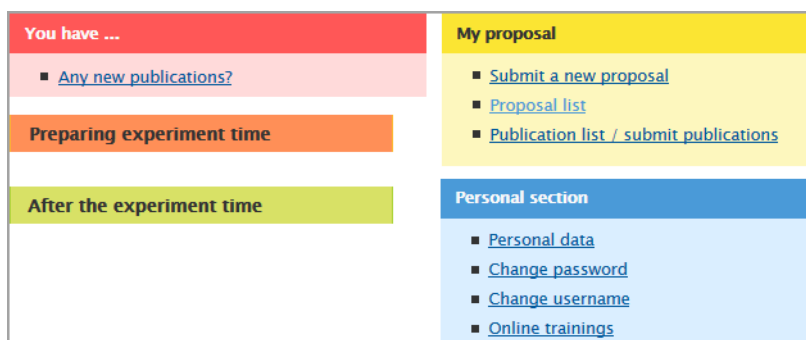 You have ...
Any new publications?
Preparing experiment time
After the experiment time
My proposal
Submit a new proposal
Proposal list
Publication list / submit publications
Personal section
Personal data
Change password
Change username
Online trainings